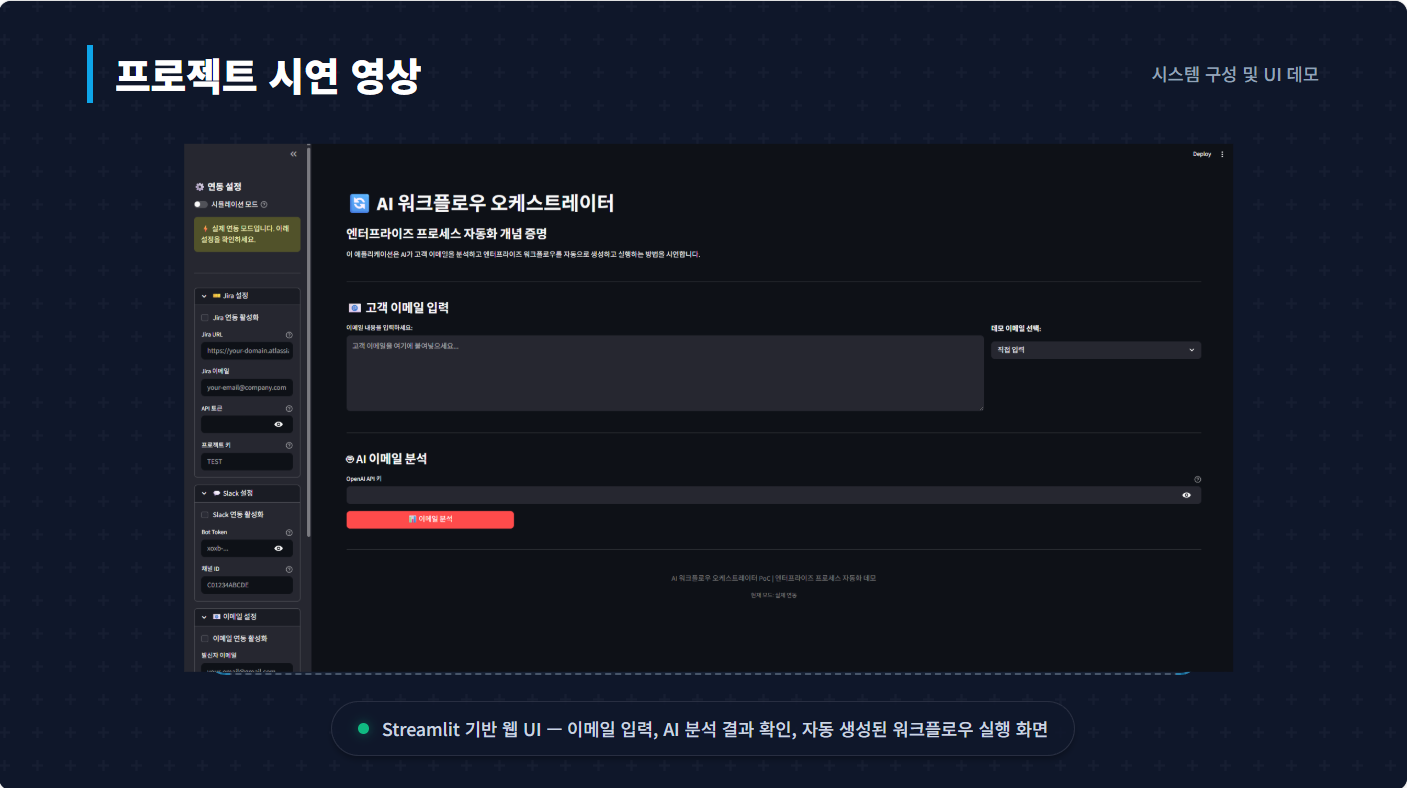 프로젝트 시연 영상
시스템 구성 및 UI 데모
연동 설정
시뮬레이션 모드
실제 연동 모드입니다. 아래
설정을 확인하세요.
Jira 설정
Jira 연동 활성화
Jira URL
https://your-domain.atlassi
Jira 이메일
your-email@company.com
API 토큰
프로젝트 키
TEST
Slack 설정
Slack 연동 활성화
Bot Token
xoxb-...
채널 ID
C01234ABCDE
이메일 설정
이메일 연동 활성화
발신자 이메일
your-email@gmail.com
Deploy
AI 워크플로우 오케스트레이터
엔터프라이즈 프로세스 자동화 개념 증명
이 애플리케이션은 AI가 고객 이메일을 분석하고 엔터프라이즈 워크플로우를 자동으로 생성하고 실행하는 방법을 시연합니다.
고객 이메일 입력
이메일 내용을 입력하세요:
고객 이메일을 여기에 붙여넣으세요...
데모 이메일 선택:
직접 입력
AI 이메일 분석
OpenAI API 키
이메일 분석
AI 워크플로우 오케스트레이터 PoC | 엔터프라이즈 프로세스 자동화 데모
현재 모드: 실제 연동
Streamlit 기반 웹 UI — 이메일 입력, AI 분석 결과 확인, 자동 생성된 워크플로우 실행 화면